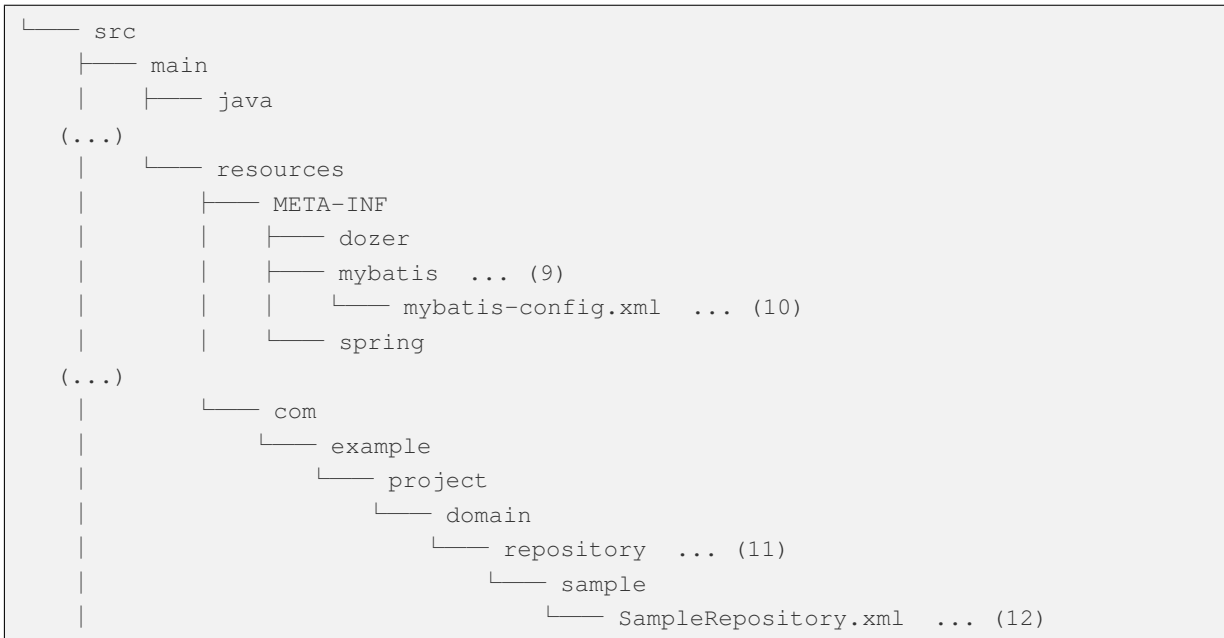 └── src
    ├── main
    │   ├── java
   (...)
    │   └── resources
    │       ├── META-INF
    │       │   ├── dozer
    │       │   ├── mybatis  ... (9)
    │       │   │   └── mybatis-config.xml  ... (10)
    │       │   └── spring
   (...)
    │       └── com
    │           └── example
    │               └── project
    │                   └── domain
    │                       └── repository  ... (11)
    │                           └── sample
    │                               └── SampleRepository.xml  ... (12)